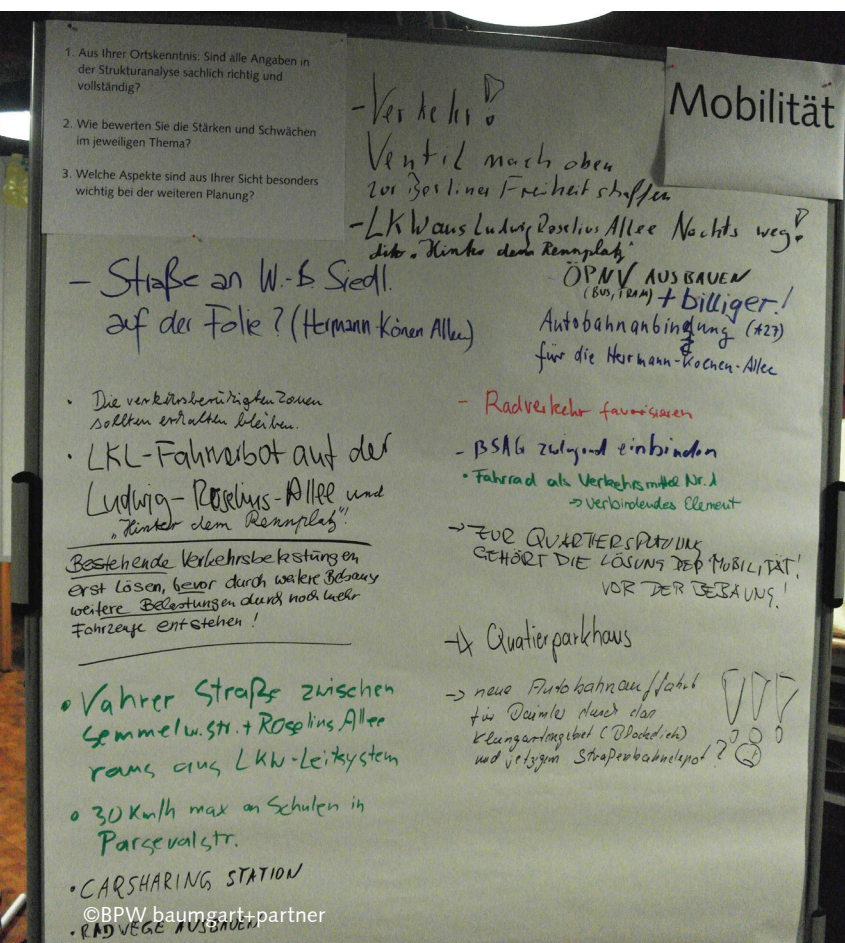 1. Aus Ihrer Ortskenntnis: Sind alle Angaben in
der Strukturanalyse sachlich richtig und
vollständig?
2. Wie bewerten Sie die Stärken und Schwächen
im jeweiligen Thema?
3. Welche Aspekte sind aus Ihrer Sicht besonders
wichtig bei der weiteren Planung?
Mobilität
- Verkehr!
Ventil nach oben
zur Berliner Freiheit schaffen
- LKW aus Ludwig Roselius Allee Nachts weg!
dito "Hinter dem Rennplatz"
- Straße an W.-B. Siedl.
auf der Folie? (Hermann-Könen Allee)
ÖPNV AUSBAUEN
(BUS, TRAM) + billiger!
Autobahnanbindung (A27)
für die Hermann-Koenen-Allee
• Die verkehrsberuhigten Zonen
sollten erhalten bleiben.
• LKL-Fahrverbot auf der
Ludwig-Roselius-Allee und
"Hinter dem Rennplatz"!
Bestehende Verkehrsbelastungen
erst Lösen, bevor durch weitere Bebauung
weitere Belastungen durch noch mehr
Fahrzeuge entstehen!
• Vahrer Straße zwischen
Semmelw.str. + Roselius Allee
raus aus LKW-Leitsystem
• 30 Km/h max an Schulen in
Parsevalstr.
• CARSHARING STATION
• RADWEGE AUSBAUEN
- Radverkehr favorisieren
- BSAG zwingend einbinden
• Fahrrad als Verkehrsmittel Nr. 1
→ verbindendes Element
→ ZUR QUARTIERSPLANUNG
GEHÖRT DIE LÖSUNG DER MOBILITÄT!
VOR DER BEBAUNG!
→ Quatierparkhaus
→ neue Autobahnauffahrt !!!
für Daimler durch das
Kleingartengebiet (Blockdiek)
und jetzigem Straßenbahndepot?
©BPW baumgart+partner